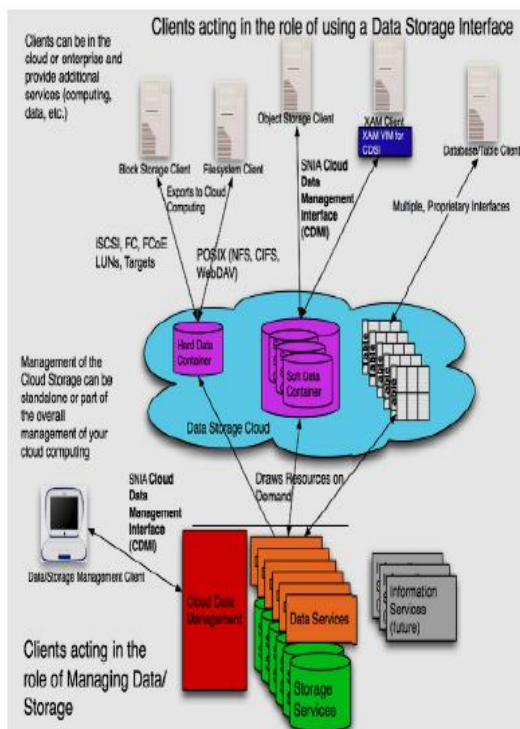 Clients acting in the role of using a Data Storage Interface
Clients can be in the
cloud or enterprise and
provide additional
services (computing,
data, etc.)
Block Storage Client
Filesystem Client
Object Storage Client
XAM Client
XAM VIM for
CDSI
Database/Table Client
Exports to Cloud
Computing
SNIA Cloud
Data
Management
Interface
(CDMI)
Multiple, Proprietary Interfaces
iSCSI, FC, FCoE
LUNs, Targets
POSIX (NFS, CIFS,
WebDAV)
Hard Data
Container
Soft Data
Container
Table
Table
Table
Table
Table
Management of the
Cloud Storage can be
standalone or part of
the overall
management of your
cloud computing
Data Storage Cloud
Draws Resources on
Demand
SNIA Cloud
Data
Management
Interface
(CDMI)
Data/Storage Management Client
Cloud Data
Management
Data Services
Storage
Services
Information
Services
(future)
Clients acting in the
role of Managing Data/
Storage